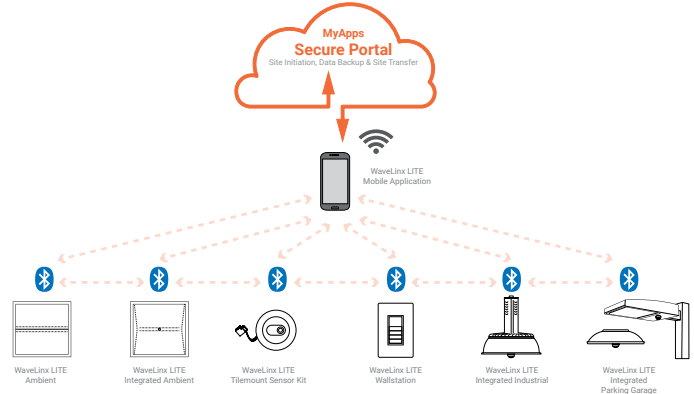 MyApps
Secure Portal
Site Initiation, Data Backup & Site Transfer
WaveLinx LITE
Mobile Application
WaveLinx LITE
Ambient
WaveLinx LITE
Integrated Ambient
WaveLinx LITE
Tilemount Sensor Kit
WaveLinx LITE
Wallstation
WaveLinx LITE
Integrated Industrial
WaveLinx LITE
Integrated
Parking Garage